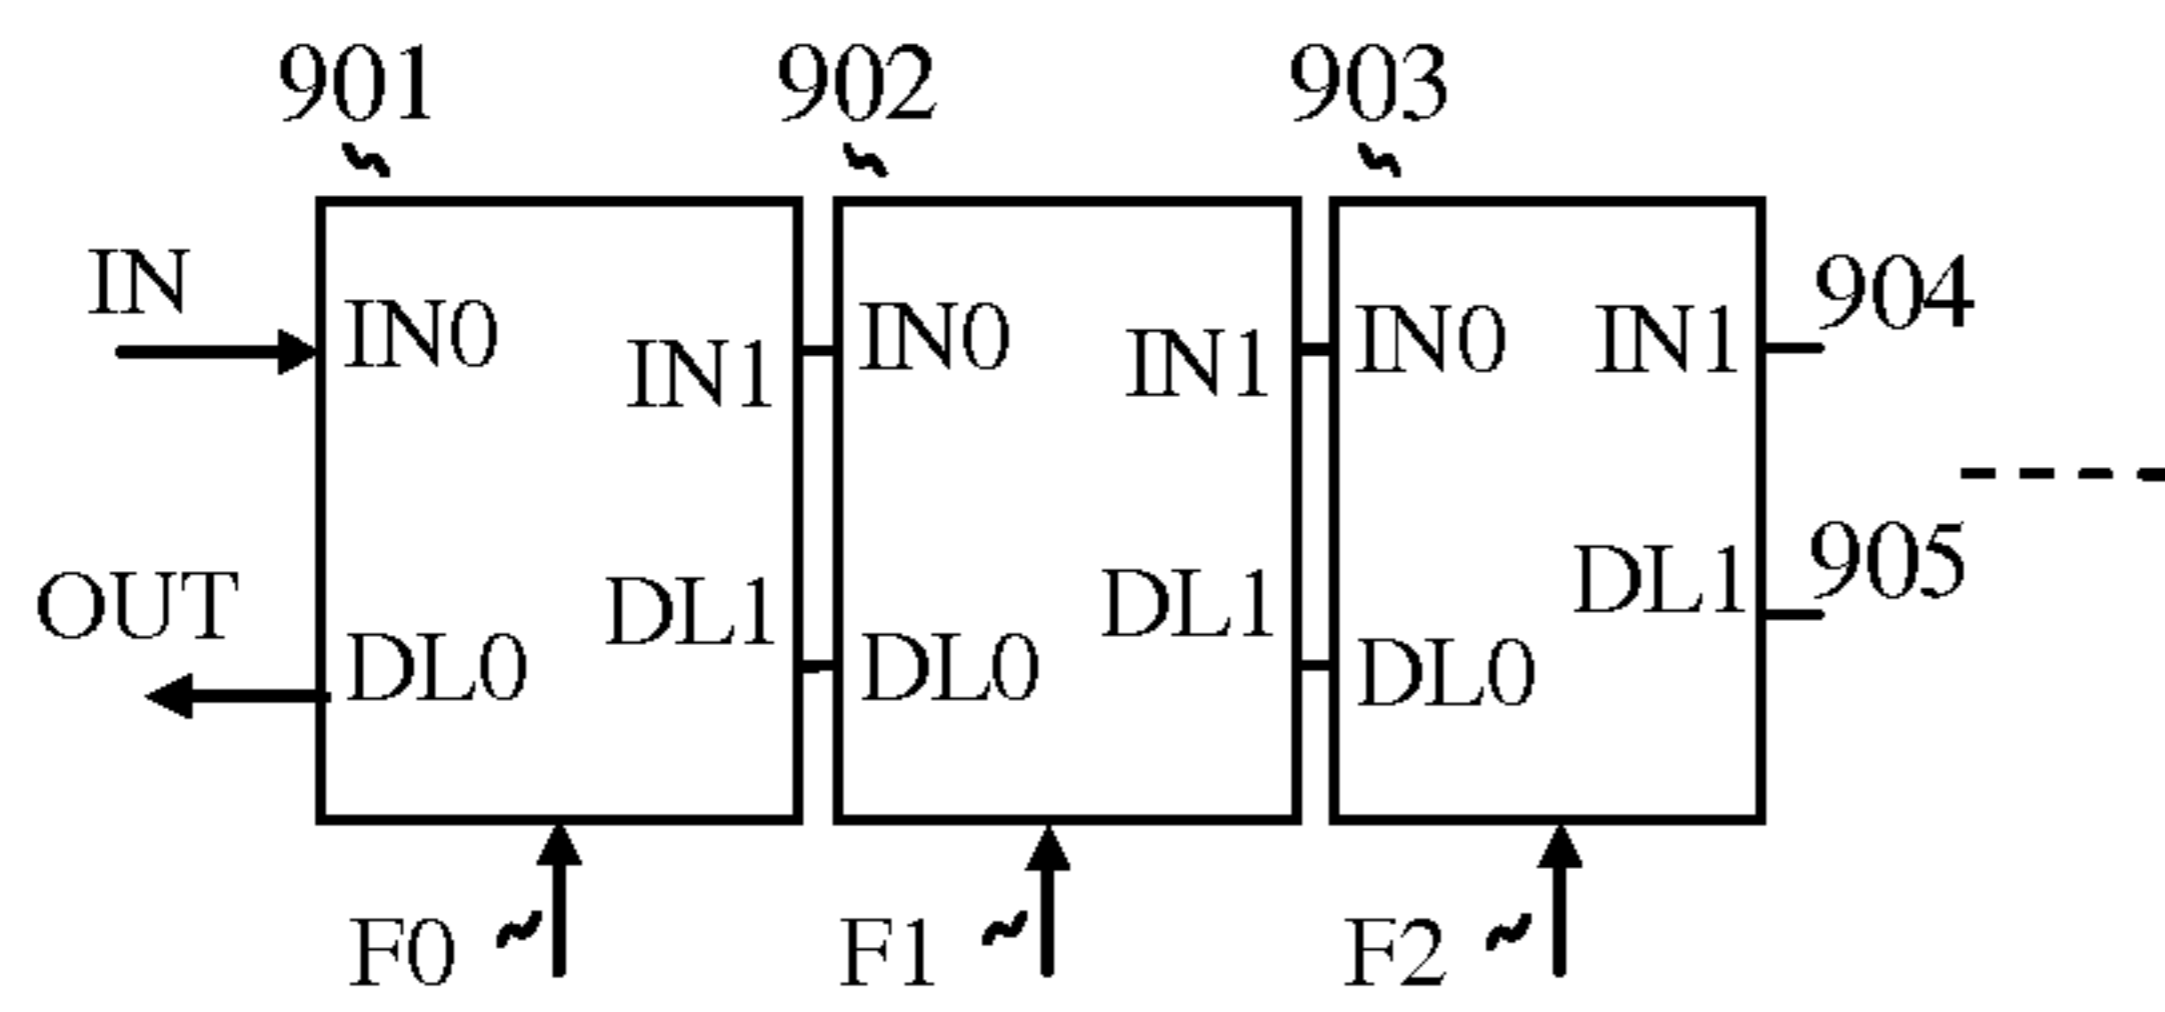 901 902 903
IN IN0 IN1 IN0 IN1 IN0 IN1 904
OUT DL0 DL1 DL0 DL1 DL0 DL1 905
F0 F1 F2